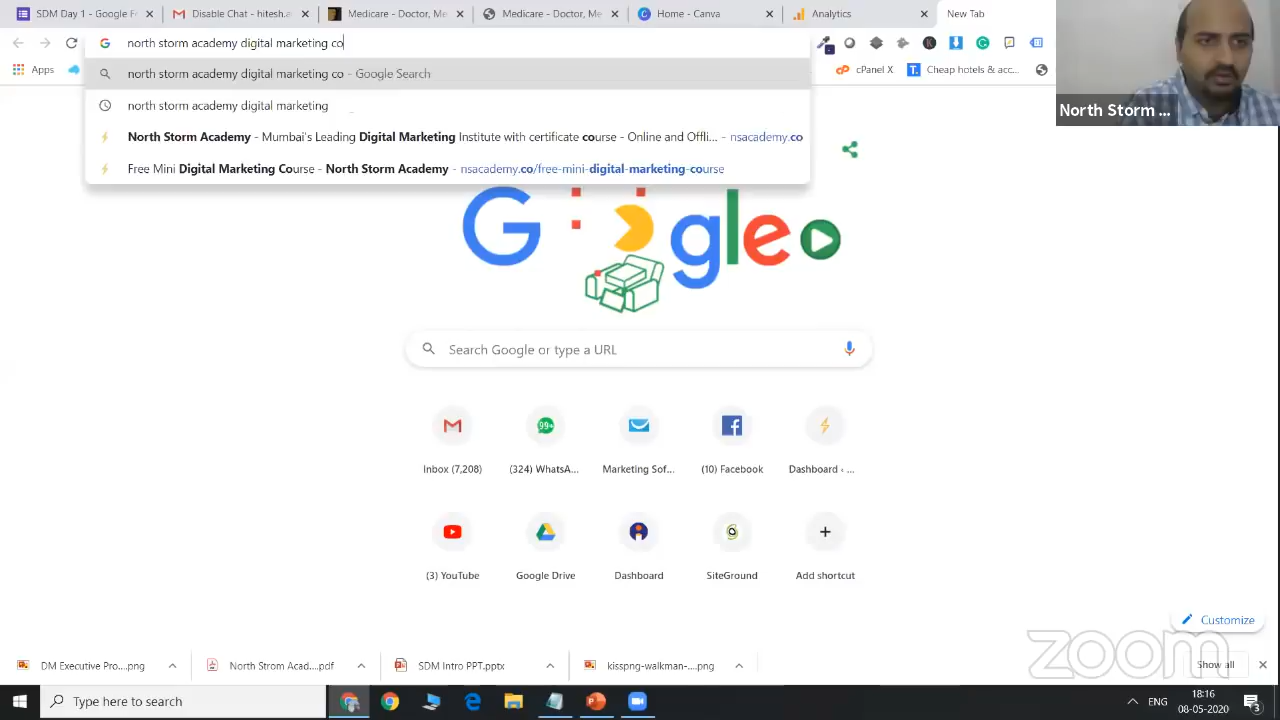 SDM Day 1 Form
Digital Marketing Claim - hitesh.c
Medicare - Doctor, Me
Medicare - Doctor, Me
Home - Canva
Analytics
New Tab
north storm academy digital marketing co
north storm academy digital marketing co - Google Search
north storm academy digital marketing
North Storm Academy - Mumbai's Leading Digital Marketing Institute with certificate course - Online and Offli... - nsacademy.co
Free Mini Digital Marketing Course - North Storm Academy - nsacademy.co/free-mini-digital-marketing-course
Apps
cPanel X
Cheap hotels & acc...
North Storm ...
Search Google or type a URL
99+
Inbox (7,208)
(324) WhatsA...
Marketing Sof...
(10) Facebook
Dashboard ‹ ...
(3) YouTube
Google Drive
Dashboard
SiteGround
Add shortcut
Customize
zoom
DM Executive Pro....png
North Strom Acad....pdf
SDM Intro PPT.pptx
kisspng-walkman-....png
Show all
Type here to search
ENG
18:16
08-05-2020
3